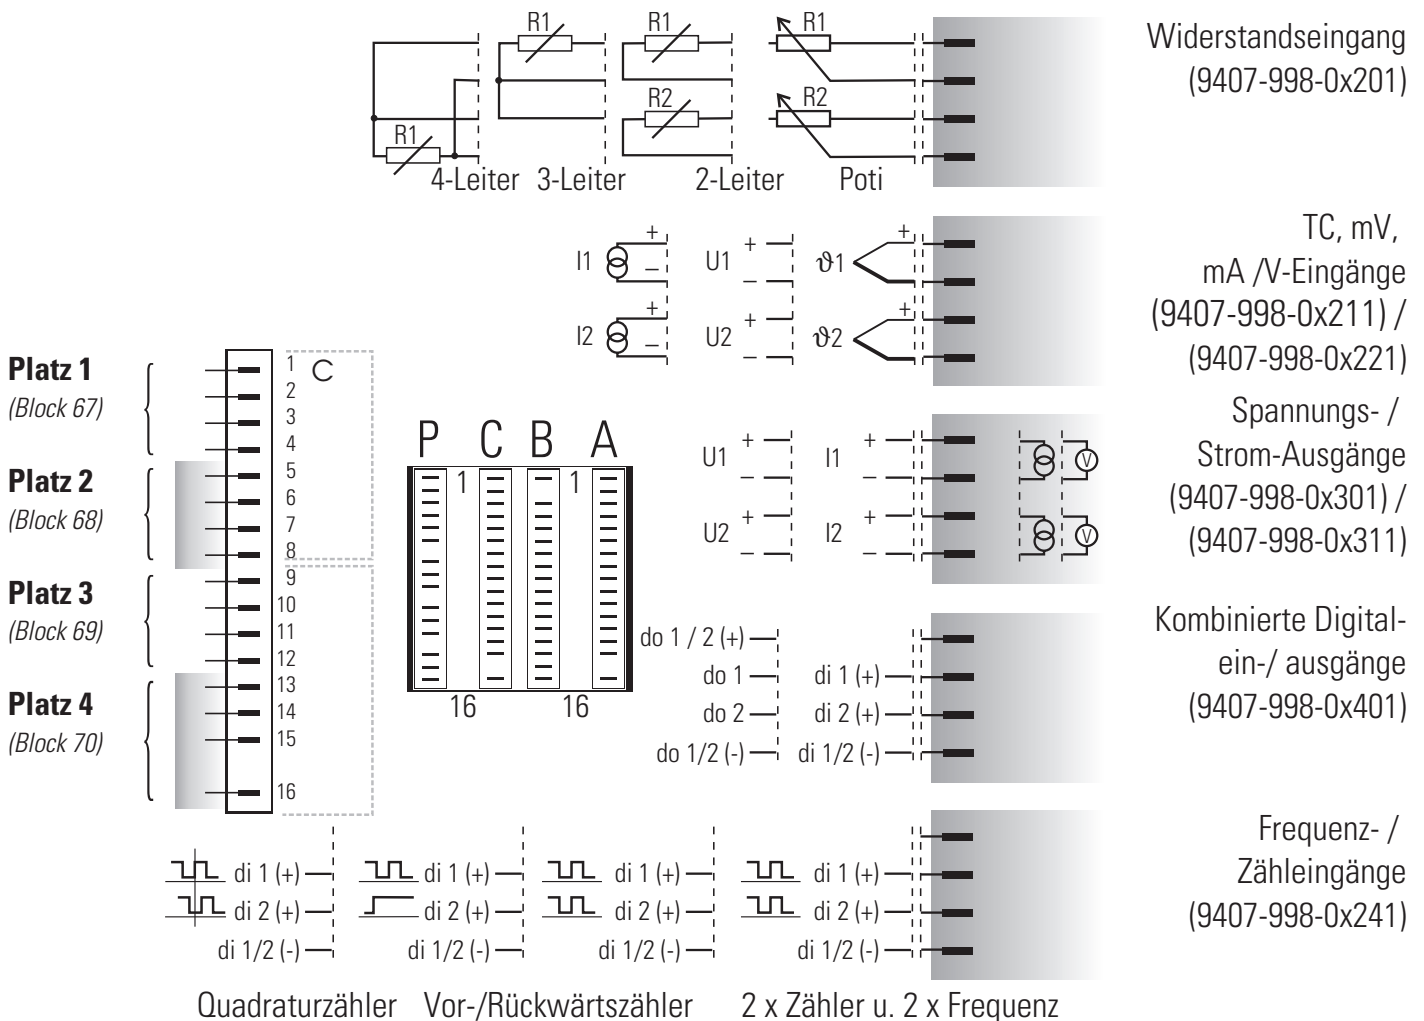 R1 R1 R1 R1
Widerstandseingang
(9407-998-0x201)
R2 R2
R1
4-Leiter 3-Leiter 2-Leiter Poti
TC, mV,
mA /V-Eingänge
(9407-998-0x211) /
(9407-998-0x221)
I1 + – U1 + – ϑ1 +
I2 + – U2 + – ϑ2 +
Platz 1
(Block 67)
Platz 2
(Block 68)
Platz 3
(Block 69)
Platz 4
(Block 70)
1
2
3
4
5
6
7
8
9
10
11
12
13
14
15
16
C
P C B A
1 1
16 16
Spannungs- /
Strom-Ausgänge
(9407-998-0x301) /
(9407-998-0x311)
U1 + – I1 + – V
U2 + – I2 + – V
Kombinierte Digital-
ein-/ ausgänge
(9407-998-0x401)
do 1 / 2 (+)
do 1 di 1 (+)
do 2 di 2 (+)
do 1/2 (-) di 1/2 (-)
Frequenz- /
Zähleingänge
(9407-998-0x241)
di 1 (+) di 1 (+) di 1 (+) di 1 (+)
di 2 (+) di 2 (+) di 2 (+) di 2 (+)
di 1/2 (-) di 1/2 (-) di 1/2 (-) di 1/2 (-)
Quadraturzähler Vor-/Rückwärtszähler 2 x Zähler u. 2 x Frequenz